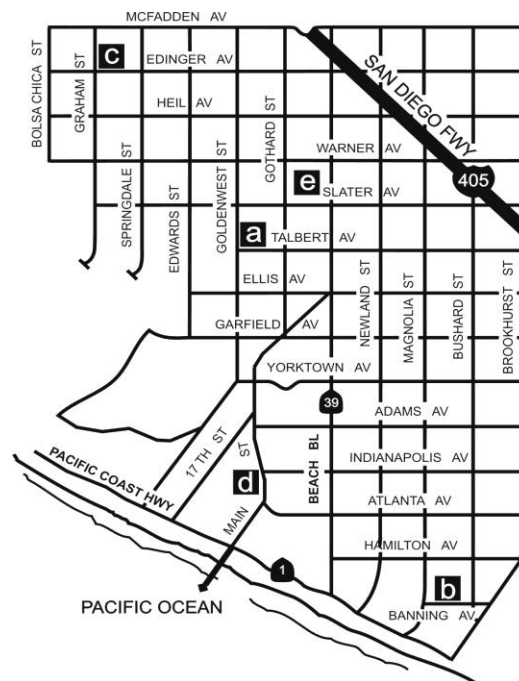 MCFADDEN AV
BOLSA CHICA ST
GRAHAM ST
c
EDINGER AV
SAN DIEGO FWY
HEIL AV
GOTHARD ST
WARNER AV
SPRINGDALE ST
EDWARDS ST
GOLDENWEST ST
e
SLATER AV
405
a
TALBERT AV
ELLIS AV
NEWLAND ST
MAGNOLIA ST
BUSHARD ST
BROOKHURST ST
GARFIELD AV
YORKTOWN AV
39
ADAMS AV
17TH ST
PACIFIC COAST HWY
MAIN ST
d
BEACH BL
INDIANAPOLIS AV
ATLANTA AV
HAMILTON AV
1
b
BANNING AV
PACIFIC OCEAN